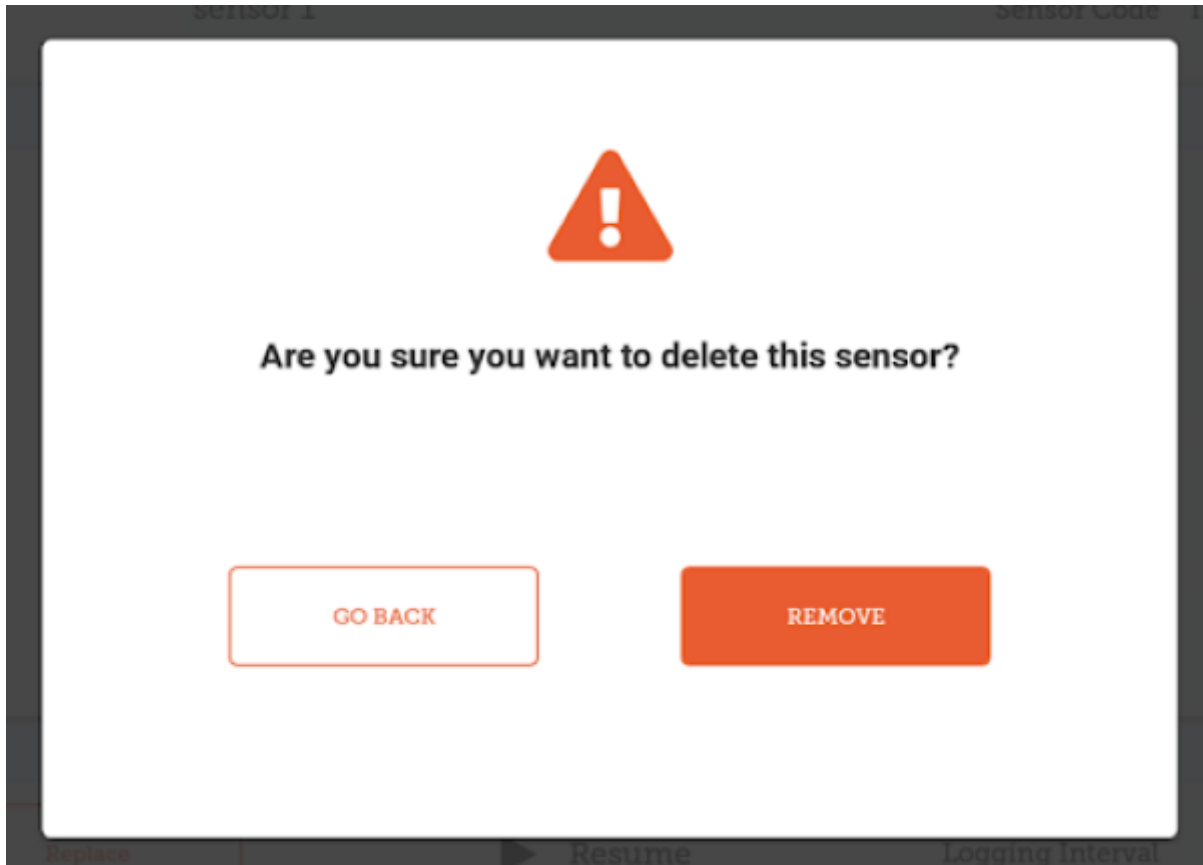 sensor 1 Sensor Code
Are you sure you want to delete this sensor?
GO BACK REMOVE
Replace Resume Logging Interval